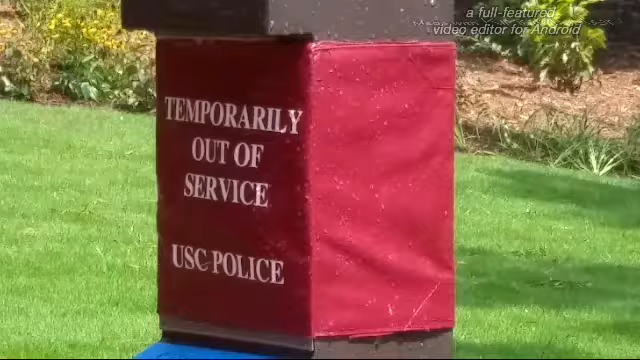 a full-featured
video editor for Android
TEMPORARILY
OUT OF
SERVICE
USC POLICE